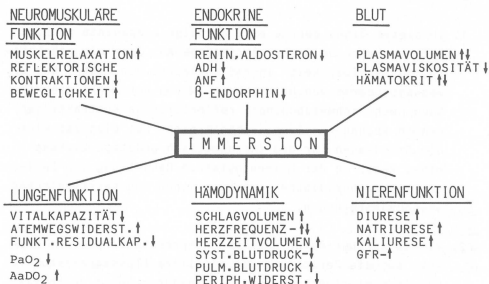 NEUROMUSKULÄRE
FUNKTION
MUSKELRELAXATION↑
REFLEKTORISCHE
KONTRAKTIONEN↓
BEWEGLICHKEIT↑
ENDOKRINE
FUNKTION
RENIN,ALDOSTERON↓
ADH↓
ANF↑
β-ENDORPHIN↓
BLUT
PLASMAVOLUMEN↑↓
PLASMAVISKOSITÄT↓
HÄMATOKRIT↑↓
IMMERSION
LUNGENFUNKTION
VITALKAPAZITÄT↓
ATEMWEGSWIDERST.↑
FUNKT.RESIDUALKAP.↓
PaO₂↓
AaDO₂↑
HÄMODYNAMIK
SCHLAGVOLUMEN↑
HERZFREQUENZ-↑↓
HERZZEITVOLUMEN↑
SYST.BLUTDRUCK-↓
PULM.BLUTDRUCK↑
PERIPH.WIDERST.↓
NIERENFUNKTION
DIURESE↑
NATRIURESE↑
KALIURESE↑
GFR-↑